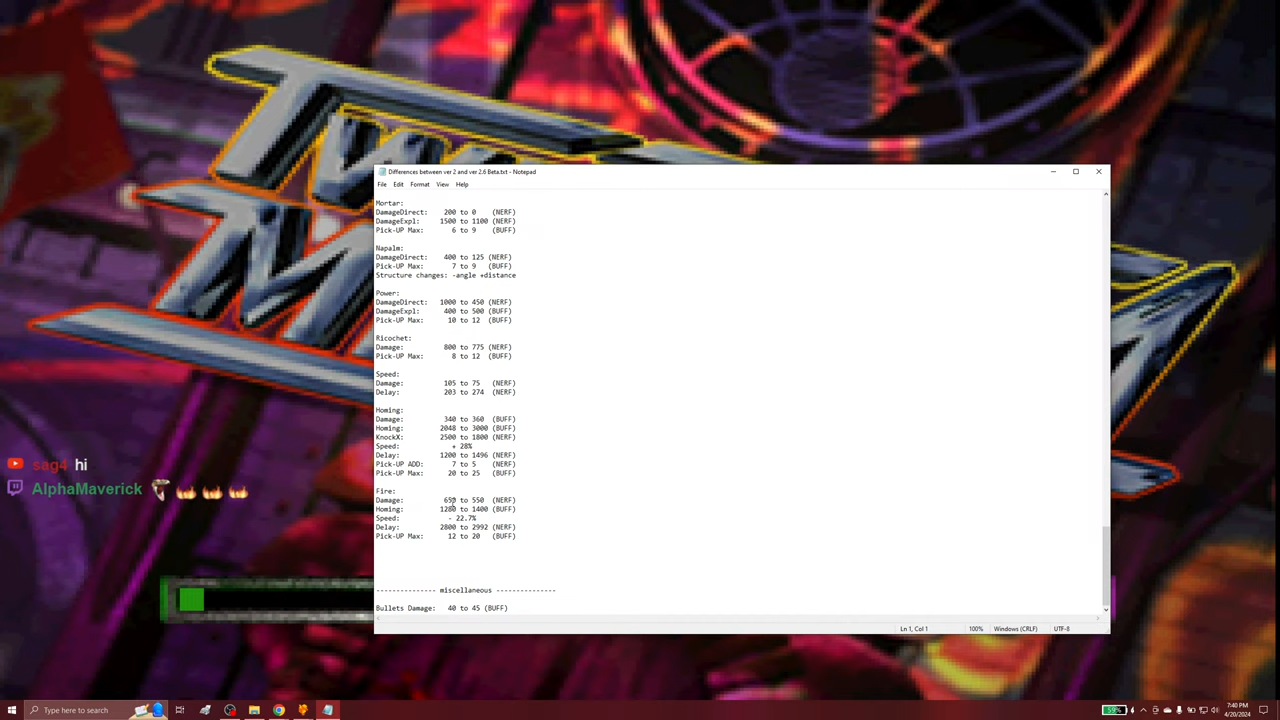 Differences between ver 2 and ver 2.6 Beta.txt - Notepad
File Edit Format View Help
Mortar:
DamageDirect: 200 to 0 (NERF)
DamageExpl: 1500 to 1100 (NERF)
Pick-UP Max: 6 to 9 (BUFF)
Napalm:
DamageDirect: 400 to 125 (NERF)
Pick-UP Max: 7 to 9 (BUFF)
Structure changes: -angle +distance
Power:
DamageDirect: 1000 to 450 (NERF)
DamageExpl: 400 to 500 (BUFF)
Pick-UP Max: 10 to 12 (BUFF)
Ricochet:
Damage: 800 to 775 (NERF)
Pick-UP Max: 8 to 12 (BUFF)
Speed:
Damage: 105 to 75 (NERF)
Delay: 203 to 274 (NERF)
Homing:
Damage: 340 to 360 (BUFF)
Homing: 2048 to 3000 (BUFF)
KnockX: 2500 to 1800 (NERF)
Speed: + 28%
Delay: 1200 to 1496 (NERF)
Pick-UP ADD: 7 to 5 (NERF)
Pick-UP Max: 20 to 25 (BUFF)
Fire:
Damage: to 550 (NERF)
Homing: 1280 to 1400 (BUFF)
Speed: - 22.7%
Delay: 2800 to 2992 (NERF)
Pick-UP Max: 12 to 20 (BUFF)
--------------- miscellaneous ---------------
Bullets Damage: 40 to 45 (BUFF)
Ln 1, Col 1 100% Windows (CRLF) UTF-8
sag4 hi
AlphaMaverick
Type here to search
59%
7:40 PM
4/20/2024